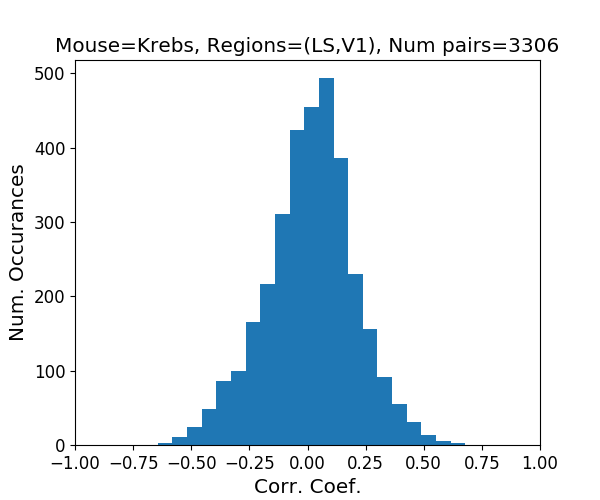 Mouse=Krebs, Regions=(LS,V1), Num pairs=3306
500
400
300
200
100
0
Num. Occurances
−1.00 −0.75 −0.50 −0.25 0.00 0.25 0.50 0.75 1.00
Corr. Coef.